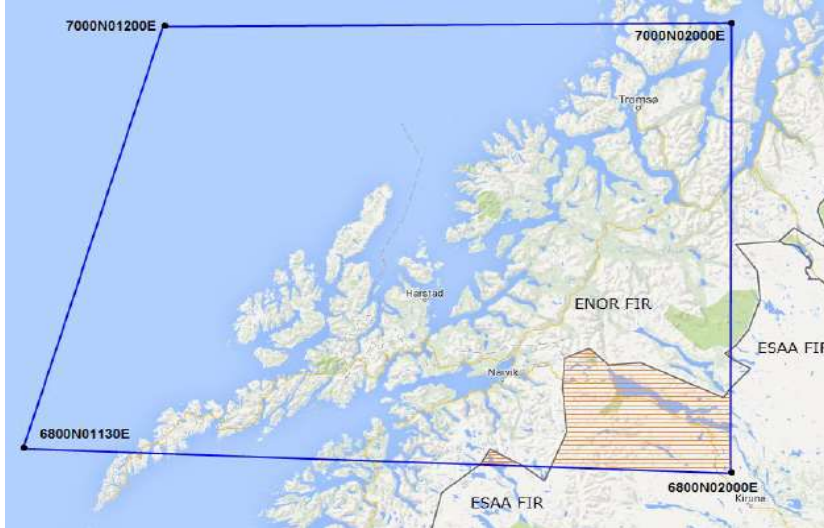 7000N01200E
7000N02000E
Tromsø
Harstad
ENOR FIR
ESAA FIR
Narvik
6800N01130E
6800N02000E
Kiruna
ESAA FIR